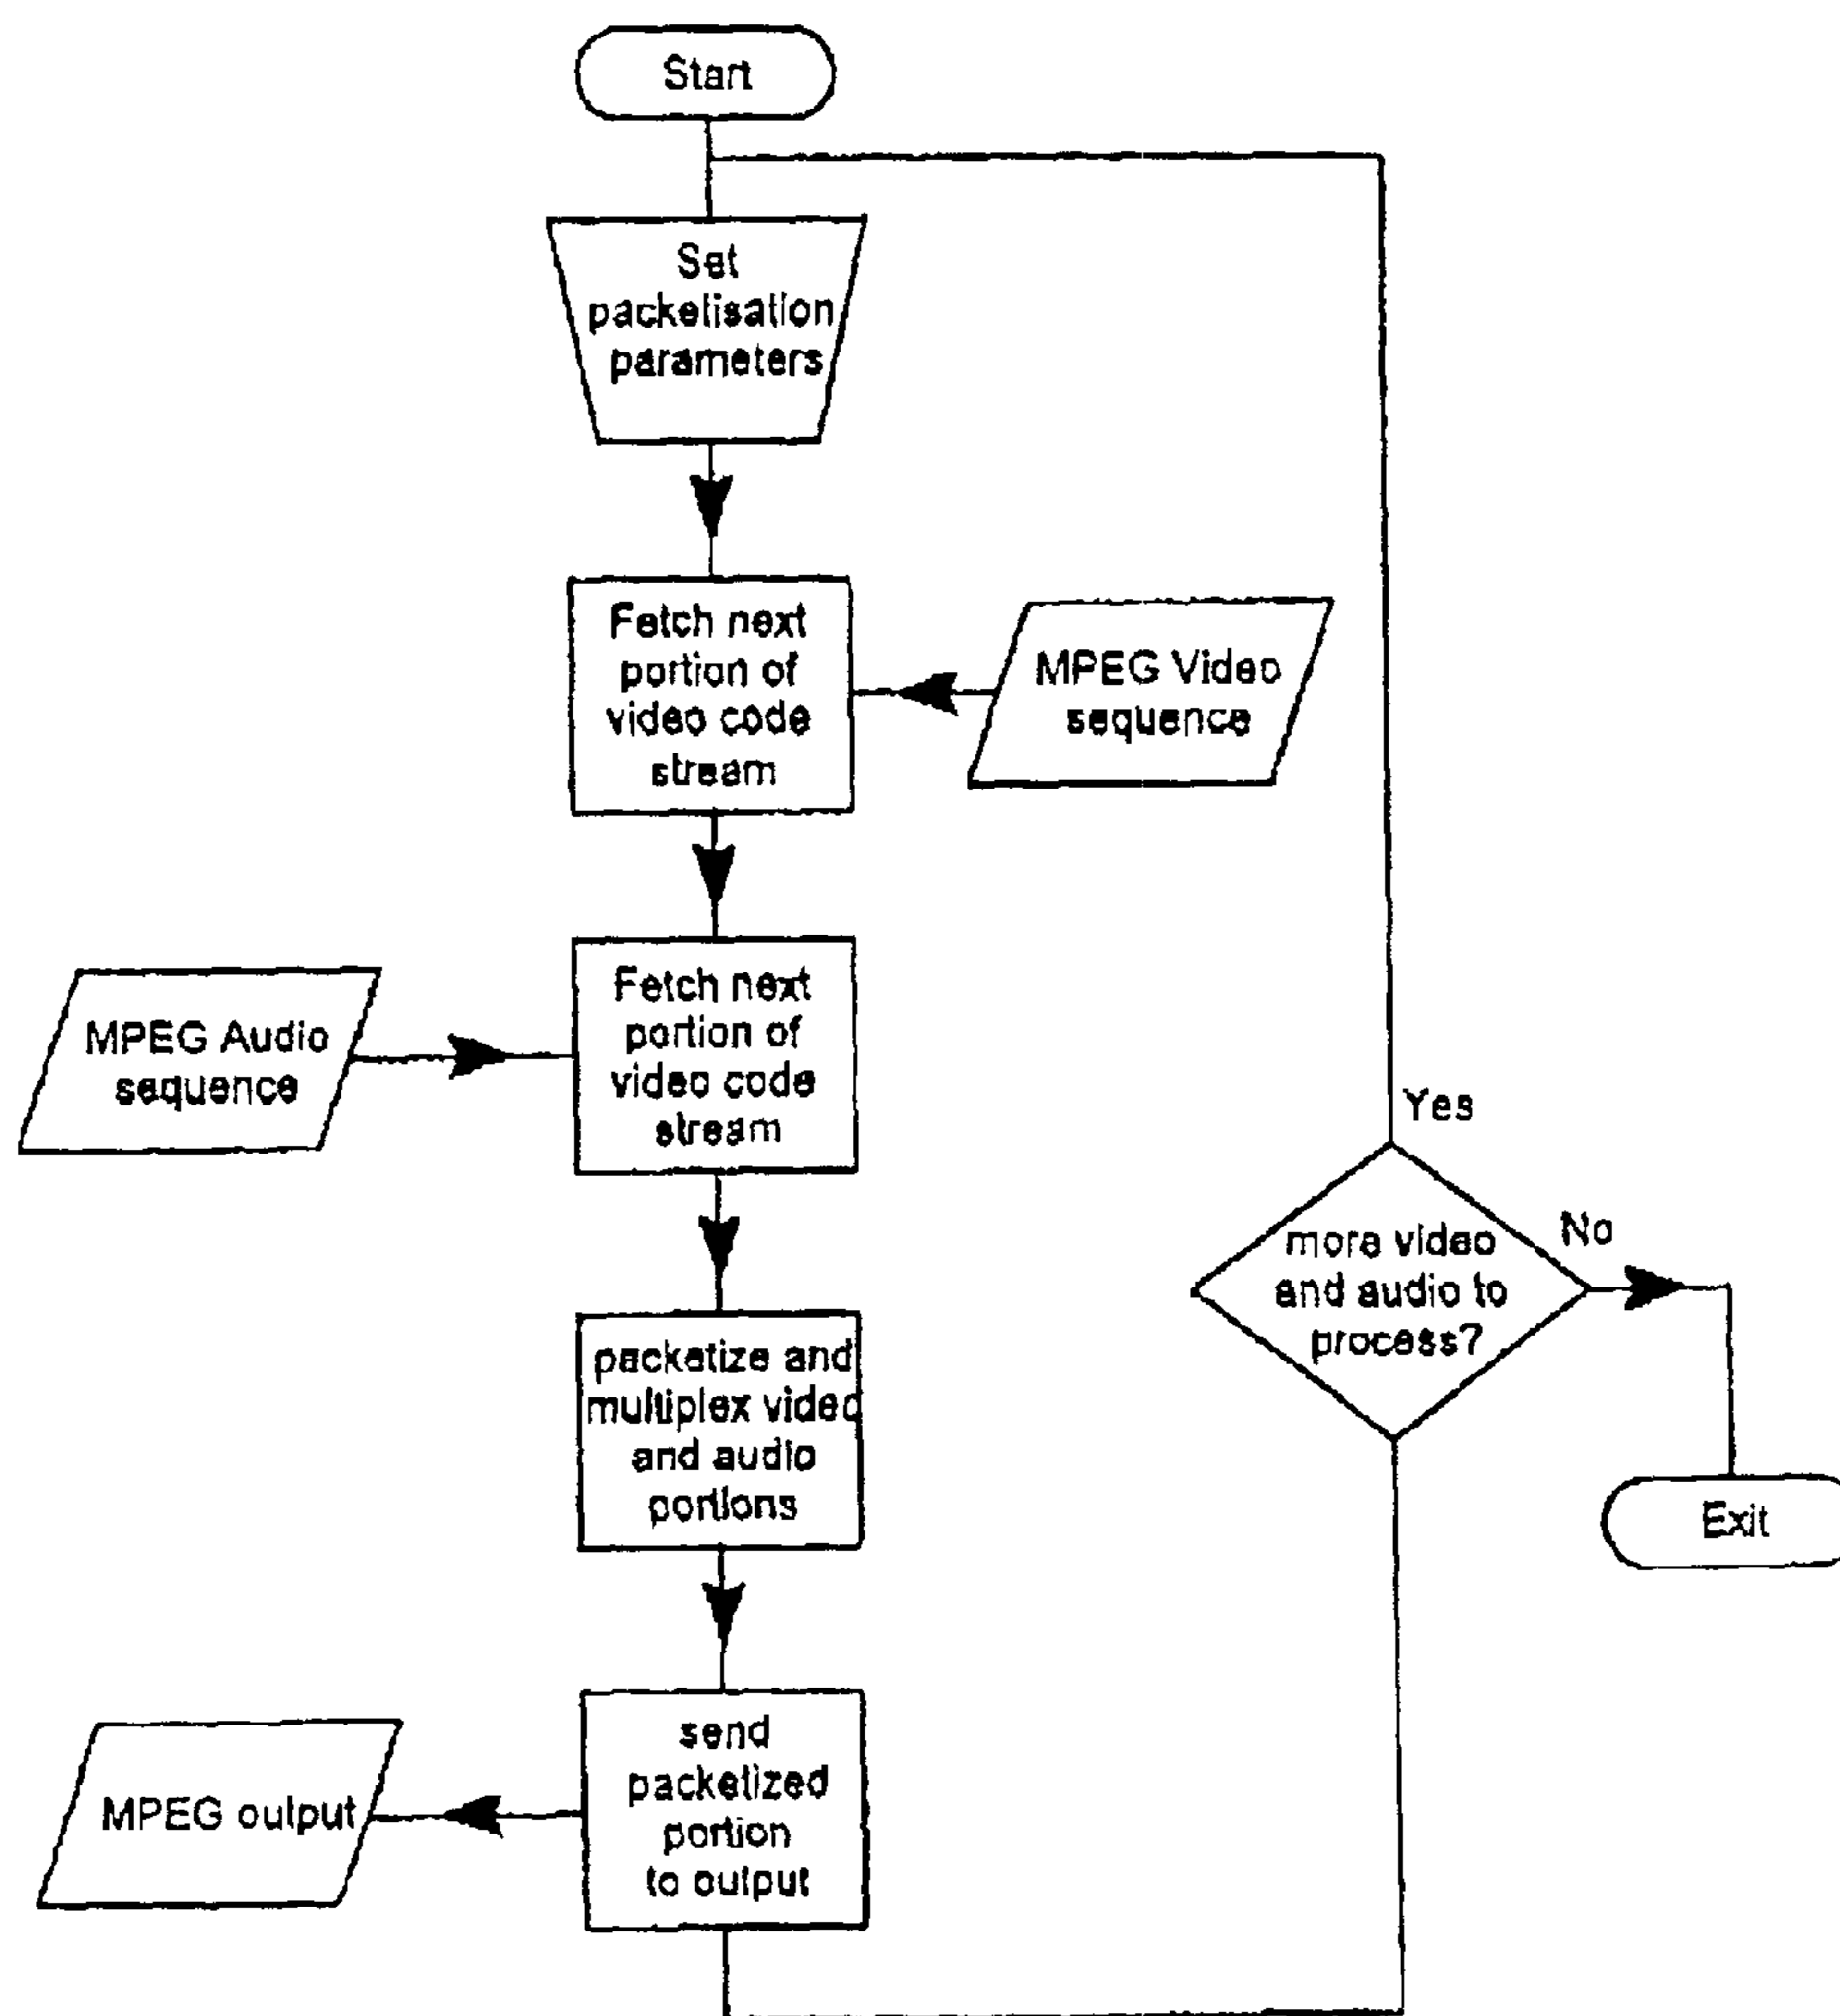 Start
Set
packetisation
parameters
Fetch next
portion of
video code
stream
MPEG Video
sequence
MPEG Audio
sequence
Fetch next
portion of
video code
stream
packetize and
multiplex video
and audio
portions
send
packetized
portion
to output
MPEG output
Yes
more video
and audio to
process?
No
Exit